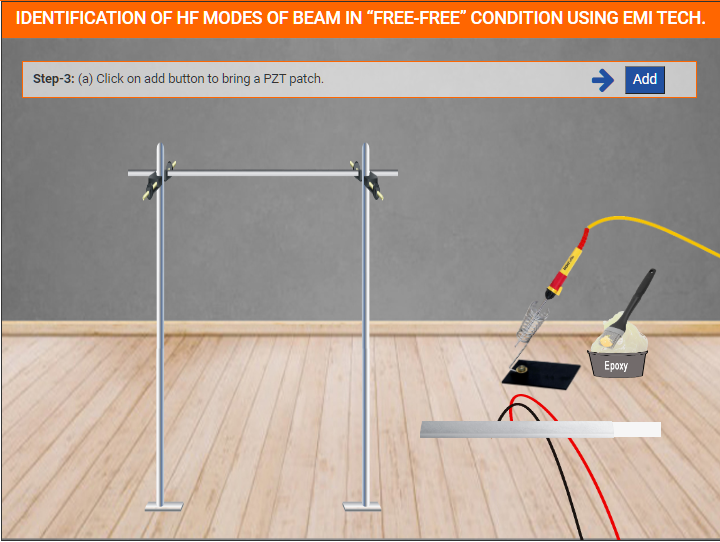 IDENTIFICATION OF HF MODES OF BEAM IN “FREE-FREE” CONDITION USING EMI TECH.
Step-3: (a) Click on add button to bring a PZT patch.
Add
Epoxy